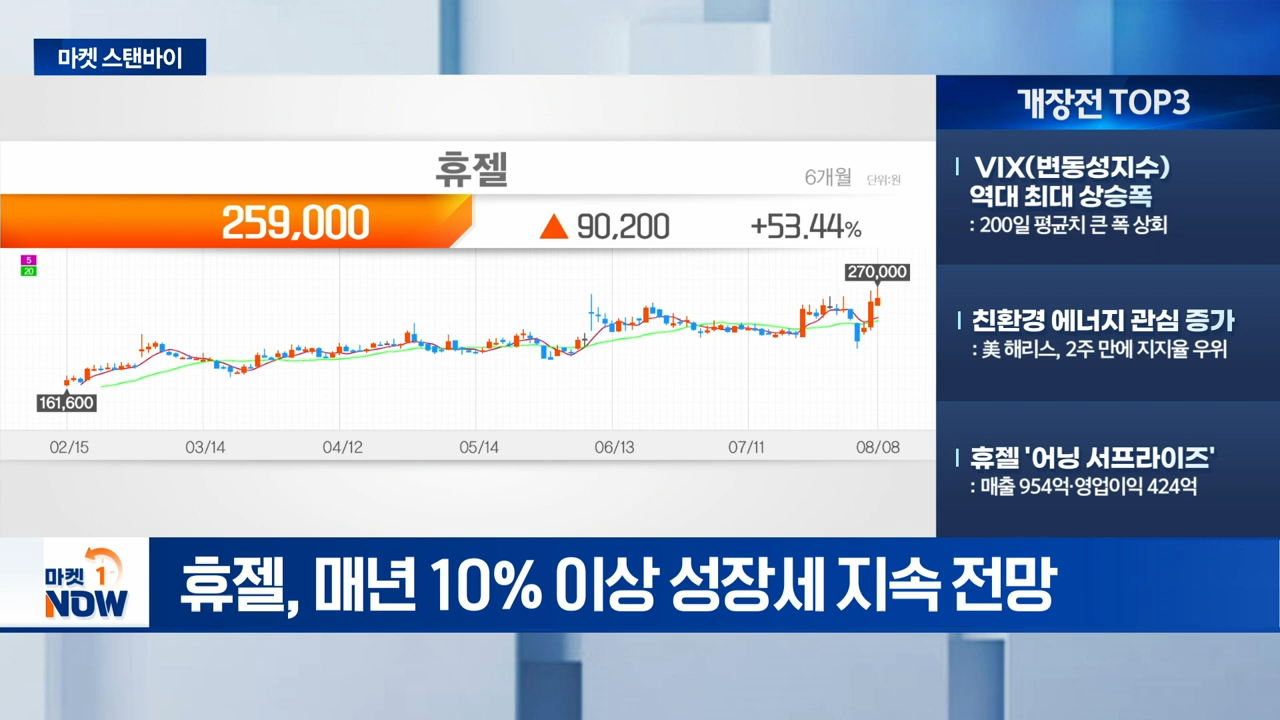 마켓 스탠바이
휴젤
6개월 단위:원
259,000 ▲ 90,200 +53.44%
5
20
270,000
161,600
02/15 03/14 04/12 05/14 06/13 07/11 08/08
개장전 TOP3
VIX(변동성지수)
역대 최대 상승폭
: 200일 평균치 큰 폭 상회
친환경 에너지 관심 증가
: 美 해리스, 2주 만에 지지율 우위
휴젤 '어닝 서프라이즈'
: 매출 954억·영업이익 424억
마켓 1
NOW
휴젤, 매년 10% 이상 성장세 지속 전망